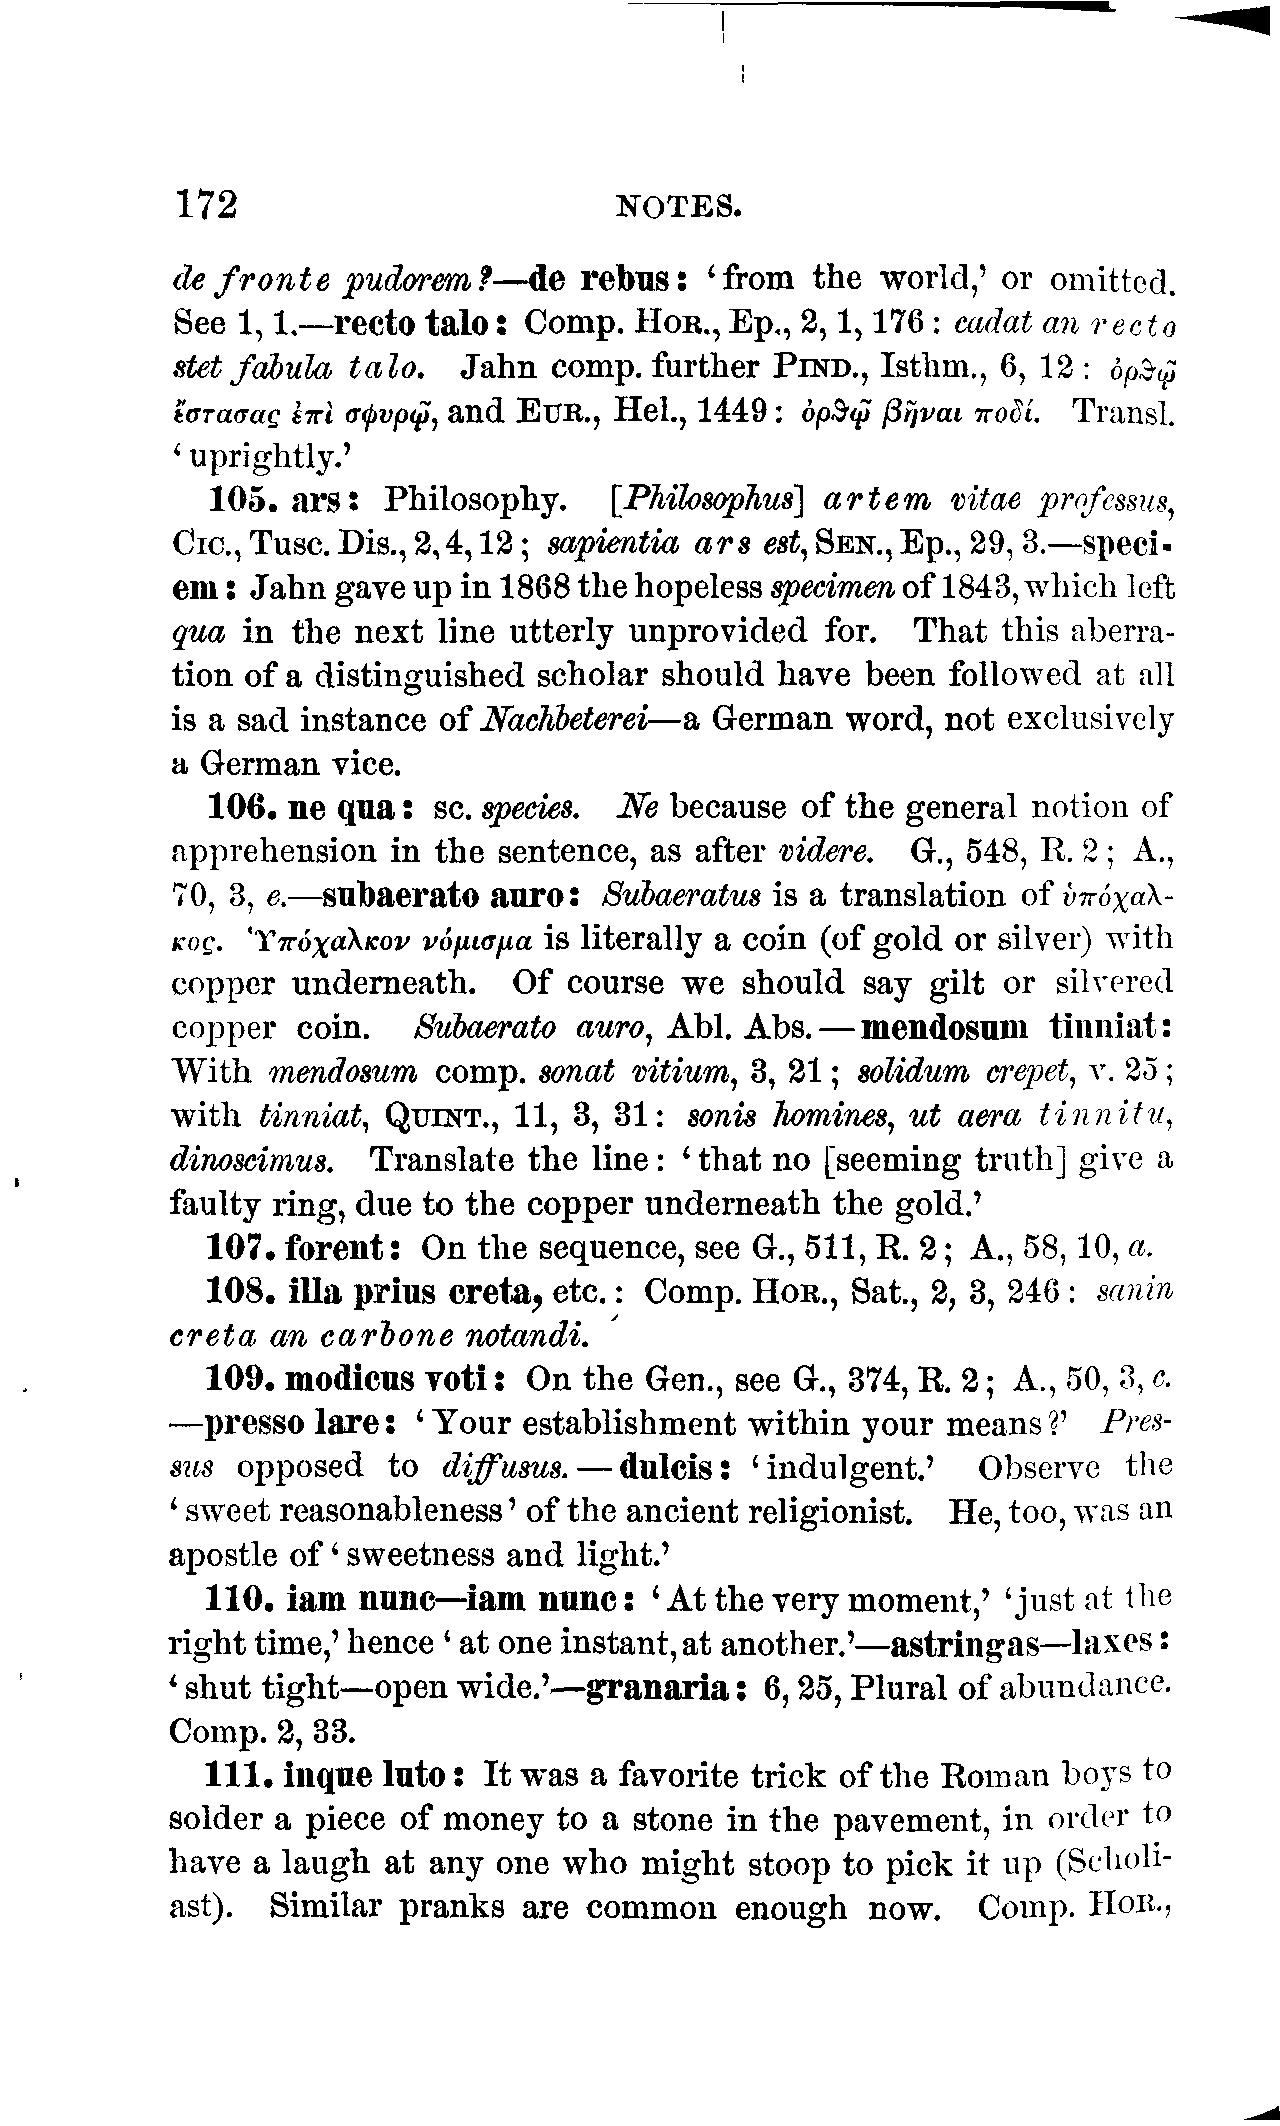 172 NOTES.
de fronte pudorem?—de rebus: ‘from the world,’ or omitted.
See 1, 1.—recto talo: Comp. HOR., Ep., 2, 1, 176: cadat an recto
stet fabula talo. Jahn comp. further PIND., Isthm., 6, 12: ὀρϑῷ
ἔστασας ἐπὶ σφυρῷ, and EUR., Hel., 1449: ὀρϑῷ βῆναι ποδί. Transl.
‘uprightly.’
105. ars: Philosophy. [Philosophus] artem vitae professus,
CIC., Tusc. Dis., 2, 4, 12; sapientia ars est, SEN., Ep., 29, 3.—speci-
em: Jahn gave up in 1868 the hopeless specimen of 1843, which left
qua in the next line utterly unprovided for. That this aberra-
tion of a distinguished scholar should have been followed at all
is a sad instance of Nachbeterei—a German word, not exclusively
a German vice.
106. ne qua: sc. species. Ne because of the general notion of
apprehension in the sentence, as after videre. G., 548, R. 2; A.,
70, 3, e.—subaerato auro: Subaeratus is a translation of ὑπόχαλ-
κος. Ὑπόχαλκον νόμισμα is literally a coin (of gold or silver) with
copper underneath. Of course we should say gilt or silvered
copper coin. Subaerato auro, Abl. Abs.—mendosum tinniat:
With mendosum comp. sonat vitium, 3, 21; solidum crepet, v. 25;
with tinniat, QUINT., 11, 3, 31: sonis homines, ut aera tinnitu,
dinoscimus. Translate the line: ‘that no [seeming truth] give a
faulty ring, due to the copper underneath the gold.’
107. forent: On the sequence, see G., 511, R. 2; A., 58, 10, a.
108. illa prius creta, etc.: Comp. HOR., Sat., 2, 3, 246: sanin
creta an carbone notandi.
109. modicus voti: On the Gen., see G., 374, R. 2; A., 50, 3, c.
—presso lare: ‘Your establishment within your means?’ Pres-
sus opposed to diffusus.—dulcis: ‘indulgent.’ Observe the
‘sweet reasonableness’ of the ancient religionist. He, too, was an
apostle of ‘sweetness and light.’
110. iam nunc—iam nunc: ‘At the very moment,’ ‘just at the
right time,’ hence ‘at one instant, at another.’—astringas—laxes:
‘shut tight—open wide.’—granaria: 6, 25, Plural of abundance.
Comp. 2, 33.
111. inque luto: It was a favorite trick of the Roman boys to
solder a piece of money to a stone in the pavement, in order to
have a laugh at any one who might stoop to pick it up (Scholi-
ast). Similar pranks are common enough now. Comp. HOR.,